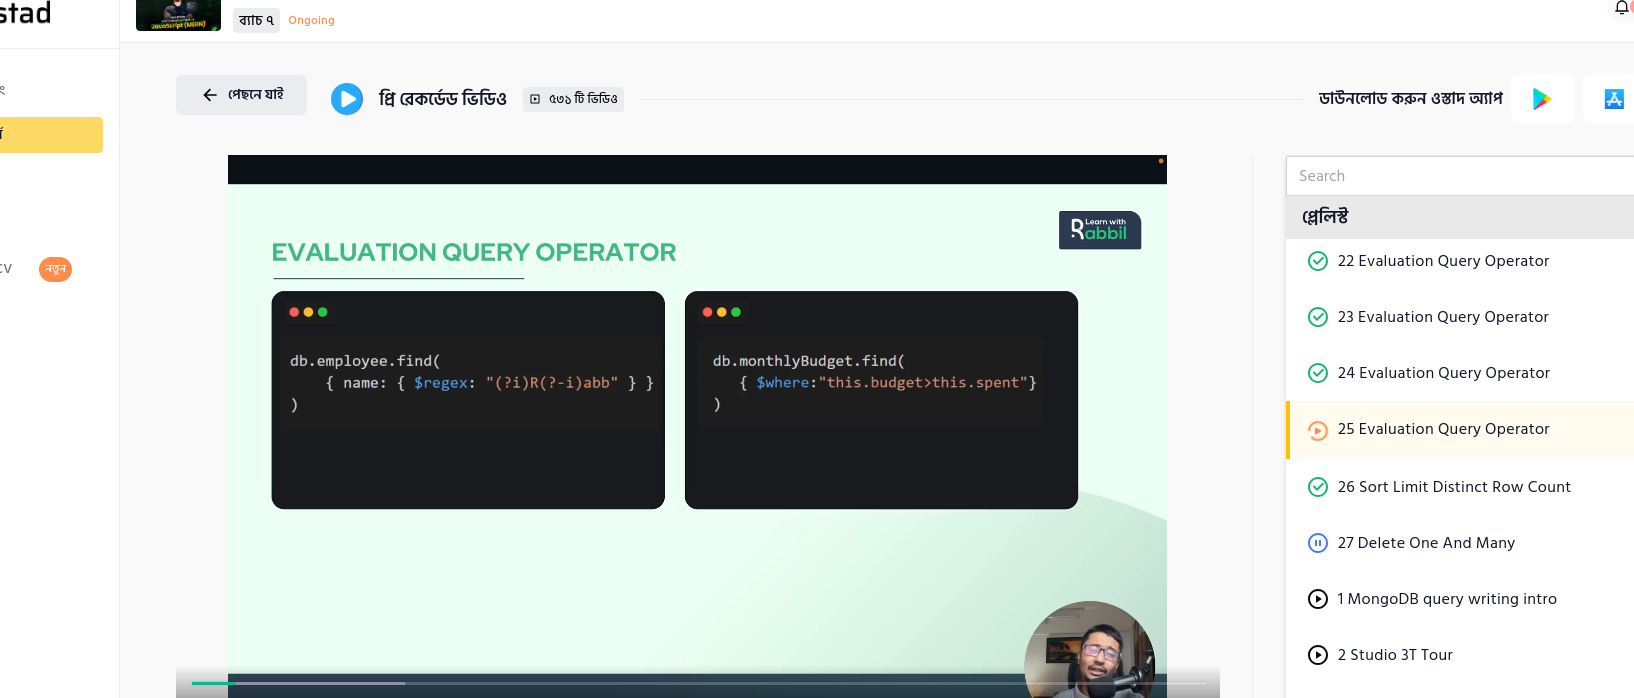 stad
JavaScript (MERN)
ব্যাচ ৭
Ongoing
পেছনে যাই
প্রি রেকর্ডেড ভিডিও
৫৩১ টি ভিডিও
ডাউনলোড করুন ওস্তাদ অ্যাপ
CV
নতুন
Learn with
Rabbil
EVALUATION QUERY OPERATOR
db.employee.find(
{ name: { $regex: "(?i)R(?-i)abb" } }
)
db.monthlyBudget.find(
{ $where:"this.budget>this.spent"}
)
Search
প্লেলিস্ট
22 Evaluation Query Operator
23 Evaluation Query Operator
24 Evaluation Query Operator
25 Evaluation Query Operator
26 Sort Limit Distinct Row Count
27 Delete One And Many
1 MongoDB query writing intro
2 Studio 3T Tour